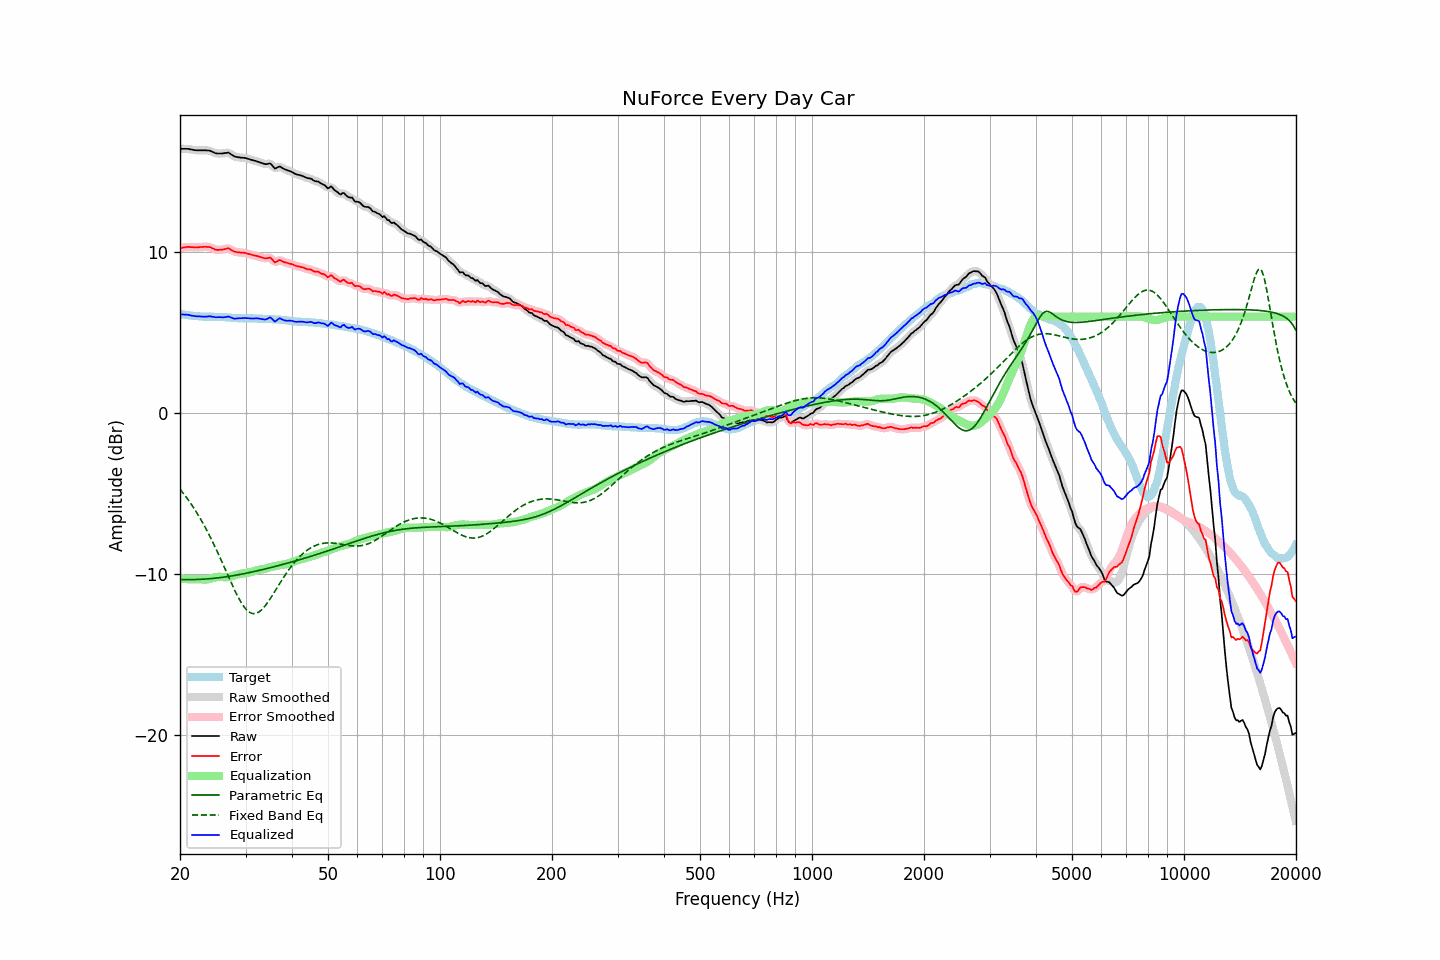 NuForce Every Day Car
Amplitude (dBr)
10
0
−10
−20
Target
Raw Smoothed
Error Smoothed
Raw
Error
Equalization
Parametric Eq
Fixed Band Eq
Equalized
20 50 100 200 500 1000 2000 5000 10000 20000
Frequency (Hz)